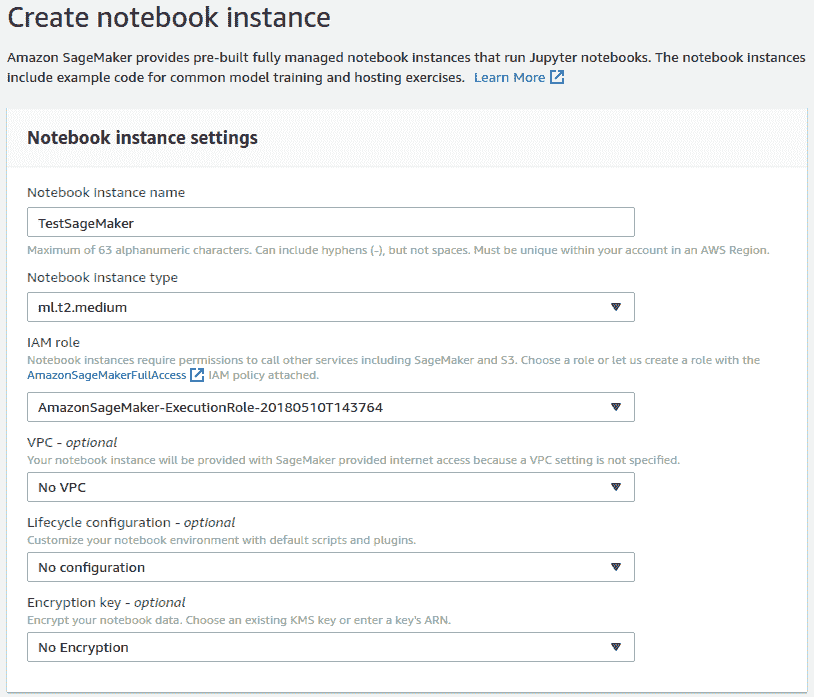 Create notebook instance
Amazon SageMaker provides pre-built fully managed notebook instances that run Jupyter notebooks. The notebook instances
include example code for common model training and hosting exercises. Learn More
Notebook instance settings
Notebook instance name
TestSageMaker
Maximum of 63 alphanumeric characters. Can include hyphens (-), but not spaces. Must be unique within your account in an AWS Region.
Notebook instance type
ml.t2.medium
IAM role
Notebook instances require permissions to call other services including SageMaker and S3. Choose a role or let us create a role with the
AmazonSageMakerFullAccess IAM policy attached.
AmazonSageMaker-ExecutionRole-20180510T143764
VPC - optional
Your notebook instance will be provided with SageMaker provided internet access because a VPC setting is not specified.
No VPC
Lifecycle configuration - optional
Customize your notebook environment with default scripts and plugins.
No configuration
Encryption key - optional
Encrypt your notebook data. Choose an existing KMS key or enter a key's ARN.
No Encryption